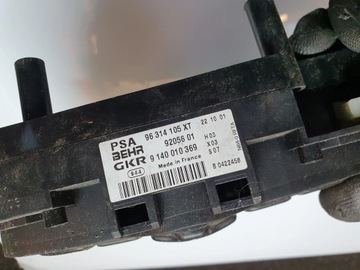 PSA 96 314 105 XT 22 10 01
BEHR 92056 01 H03
GKR 9 140 010 369 X03
Made in France S07
004 B 0422458